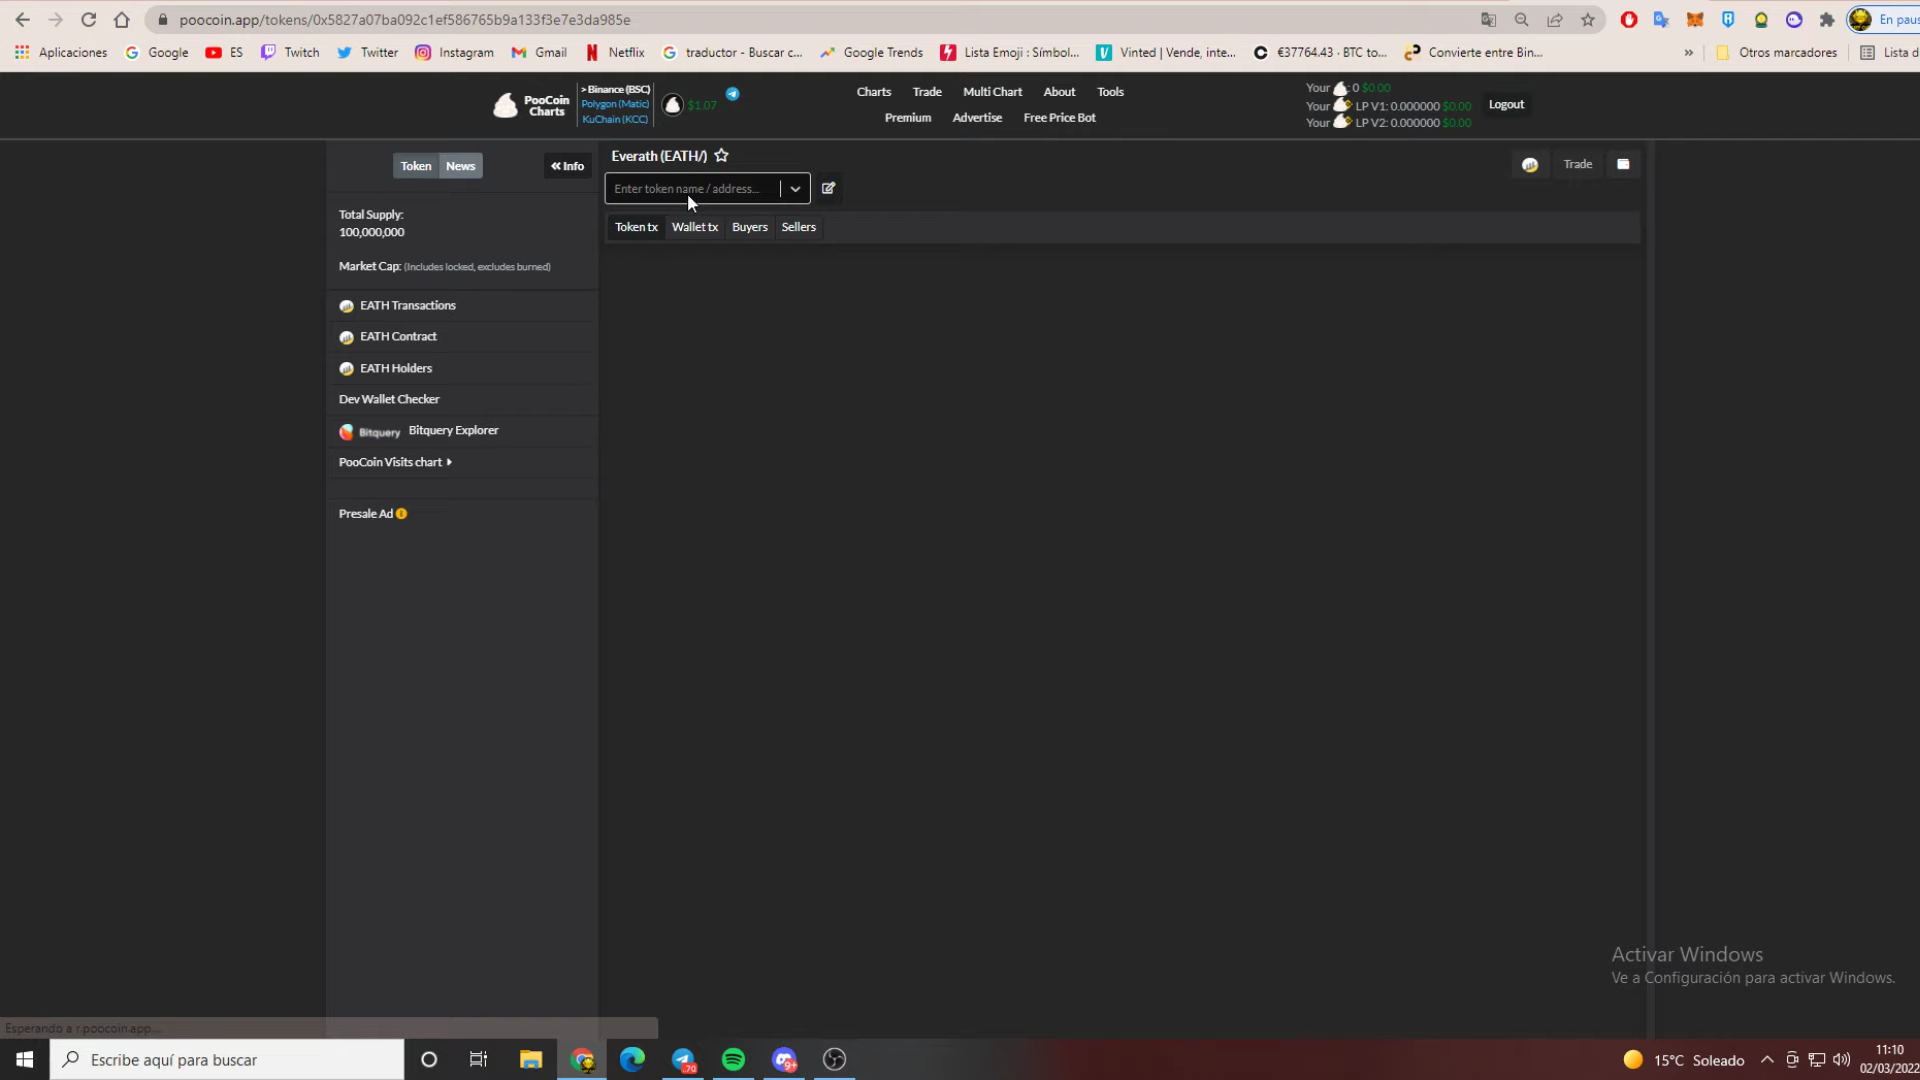 poocoin.app/tokens/0x5827a07ba092c1ef586765b9a133f3e7e3da985e
En paus
Aplicaciones
Google
ES
Twitch
Twitter
Instagram
Gmail
Netflix
traductor - Buscar c...
Google Trends
Lista Emoji : Símbol...
Vinted | Vende, inte...
€37764.43 · BTC to...
Convierte entre Bin...
»
Otros marcadores
Lista d
PooCoin
Charts
> Binance (BSC)
Polygon (Matic)
KuChain (KCC)
$1.07
Charts
Trade
Multi Chart
About
Tools
Premium
Advertise
Free Price Bot
Your : 0 $0.00
Your LP V1: 0.000000 $0.00
Your LP V2: 0.000000 $0.00
Logout
Token
News
« Info
Total Supply:
100,000,000
Market Cap: (Includes locked, excludes burned)
EATH Transactions
EATH Contract
EATH Holders
Dev Wallet Checker
Bitquery Bitquery Explorer
PooCoin Visits chart
Presale Ad
Everath (EATH/)
Enter token name / address...
Trade
Token tx
Wallet tx
Buyers
Sellers
Activar Windows
Ve a Configuración para activar Windows.
Esperando a r.poocoin.app...
Escribe aquí para buscar
70
9+
15°C Soleado
11:10
02/03/2022